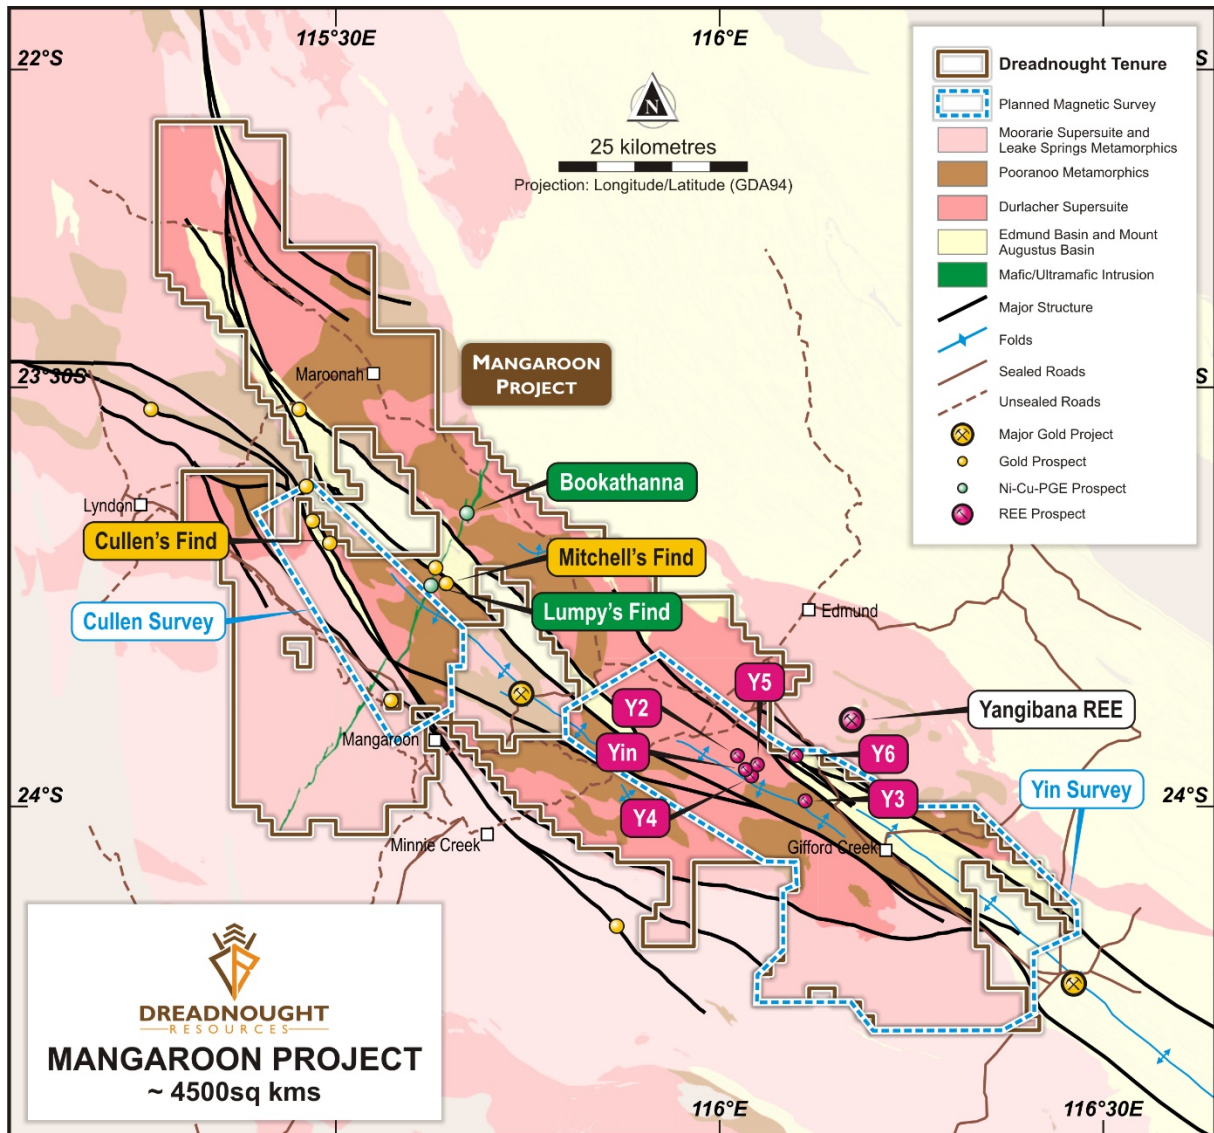 115°30E
116°E
22°S
S
N
25 kilometres
Projection: Longitude/Latitude (GDA94)
Dreadnought Tenure
Planned Magnetic Survey
Moorarie Supersuite and
Leake Springs Metamorphics
Pooranoo Metamorphics
Durlacher Supersuite
Edmund Basin and Mount
Augustus Basin
Mafic/Ultramafic Intrusion
Major Structure
Folds
Sealed Roads
Unsealed Roads
Major Gold Project
Gold Prospect
Ni-Cu-PGE Prospect
REE Prospect
23°30S
S
Maroonah
MANGAROON
PROJECT
Lyndon
Bookathanna
Cullen's Find
Mitchell's Find
Lumpy's Find
Cullen Survey
Edmund
Y5
Y2
Yangibana REE
Mangaroon
Yin
Y6
Yin Survey
Y3
Y4
24°S
24°S
Minnie Creek
Gifford Creek
DREADNOUGHT
RESOURCES
MANGAROON PROJECT
~ 4500sq kms
116°E
116°30E